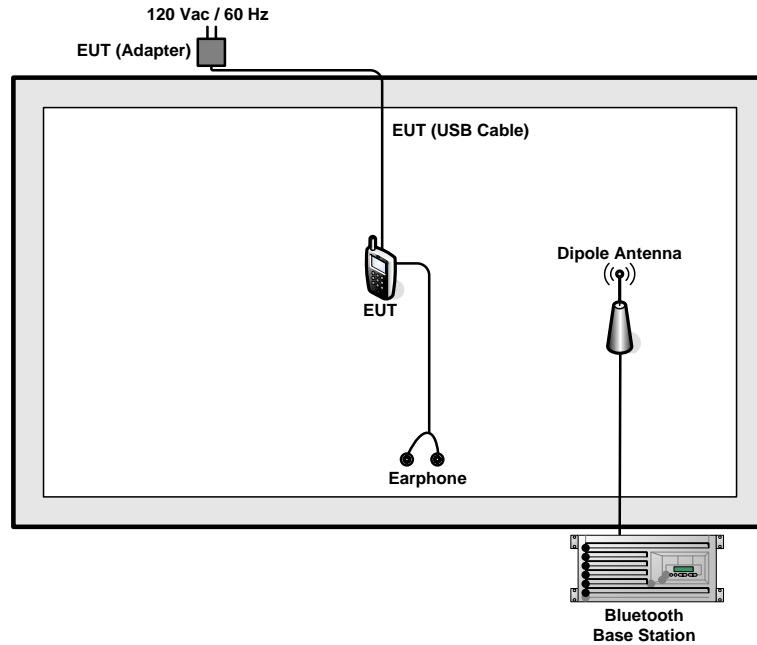 120 Vac / 60 Hz
EUT (Adapter)
EUT (USB Cable)
Dipole Antenna
EUT
Earphone
Bluetooth
Base Station